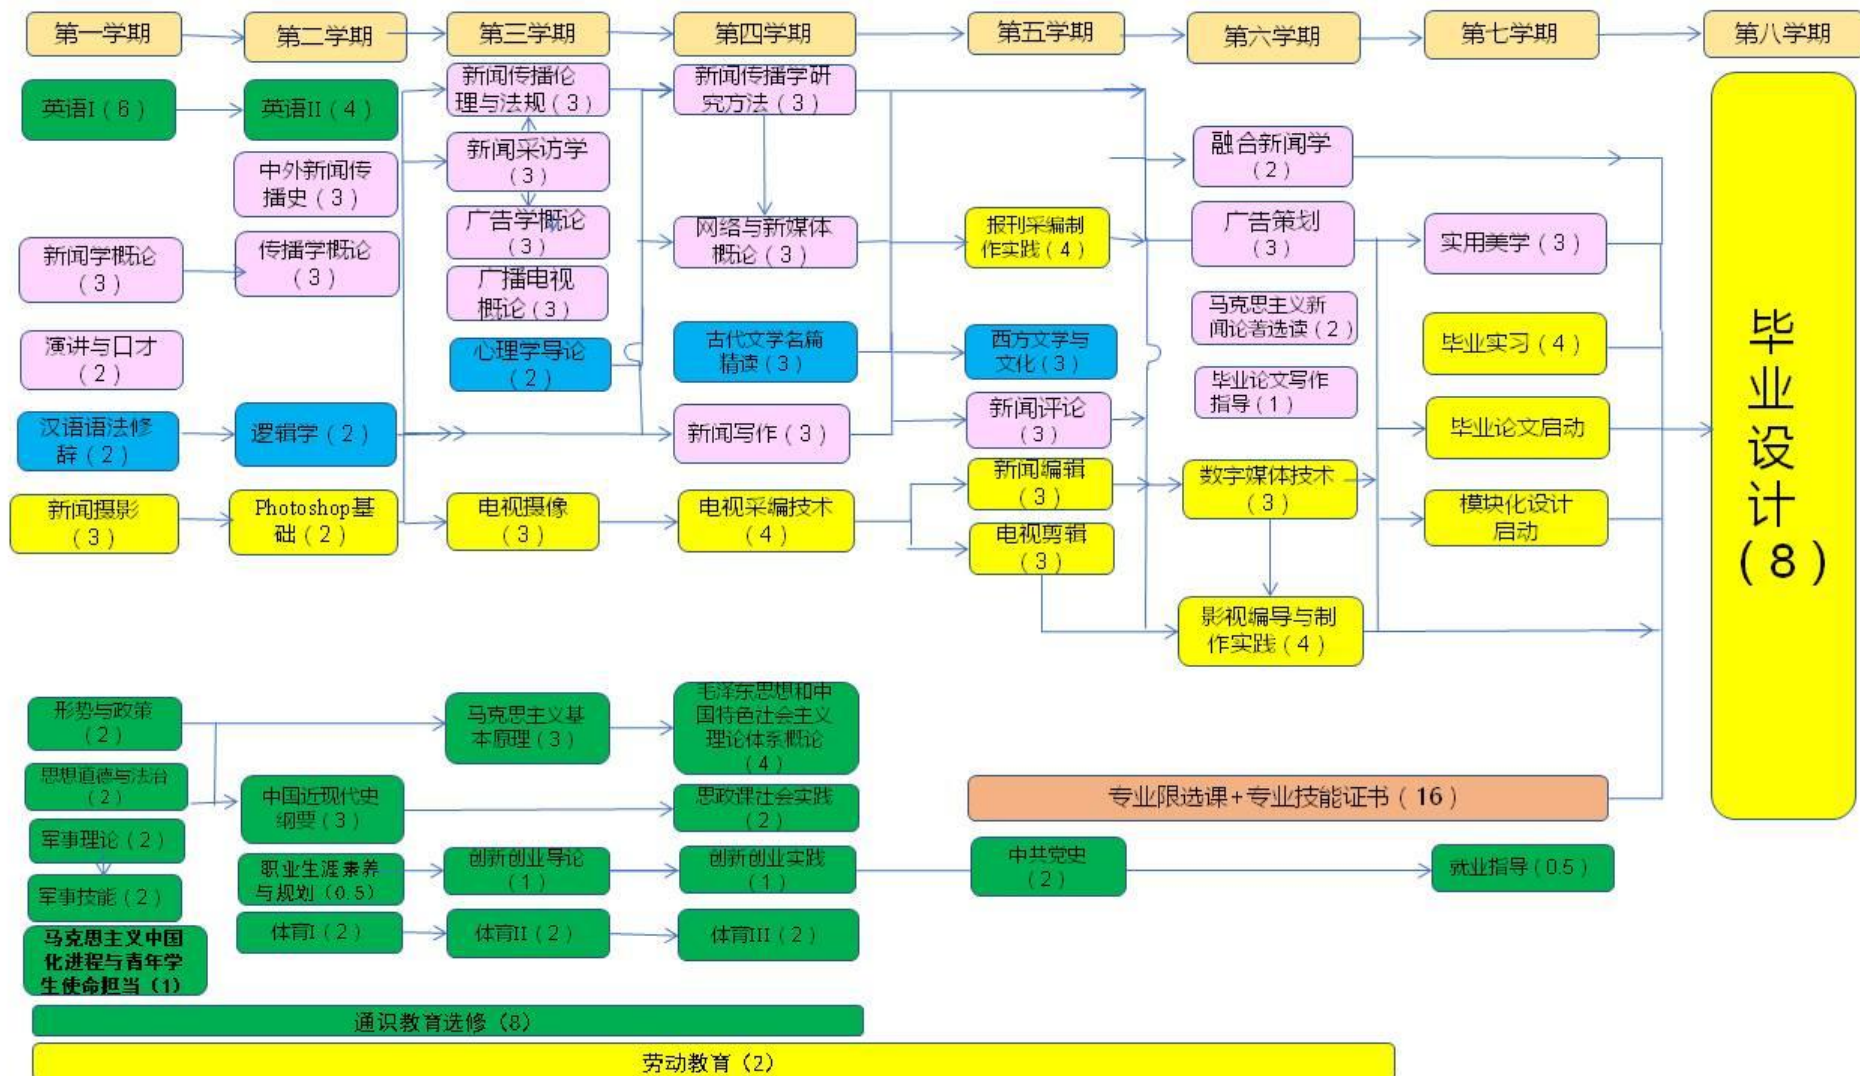 第一学期
第二学期
第三学期
第四学期
第五学期
第六学期
第七学期
第八学期
英语I(6)
英语II(4)
新闻传播伦
理与法规(3)
新闻传播学研
究方法(3)
中外新闻传
播史(3)
新闻采访学
(3)
融合新闻学
(2)
新闻学概论
(3)
传播学概论
(3)
广告学概论
(3)
网络与新媒体
概论(3)
报刊采编制
作实践(4)
广告策划
(3)
实用美学(3)
广播电视
概论(3)
马克思主义新
闻论著选读(2)
演讲与口才
(2)
心理学导论
(2)
古代文学名篇
精读(3)
西方文学与
文化(3)
毕业论文写作
指导(1)
毕业实习(4)
汉语语法修
辞(2)
逻辑学(2)
新闻写作(3)
新闻评论
(3)
毕业论文启动
新闻摄影
(3)
Photoshop基
础(2)
电视摄像
(3)
电视采编技术
(4)
新闻编辑
(3)
电视剪辑
(3)
数字媒体技术
(3)
模块化设计
启动
影视编导与制
作实践(4)
毕
业
设
计
(8)
形势与政策
(2)
马克思主义基
本原理(3)
毛泽东思想和中
国特色社会主义
理论体系概论
(4)
思想道德与法治
(2)
中国近现代史
纲要(3)
思政课社会实践
(2)
专业限选课+专业技能证书(16)
军事理论(2)
职业生涯素养
与规划(0.5)
创新创业导论
(1)
创新创业实践
(1)
中共党史
(2)
就业指导(0.5)
军事技能(2)
体育I(2)
体育II(2)
体育III(2)
马克思主义中国
化进程与青年学
生使命担当(1)
通识教育选修(8)
劳动教育(2)